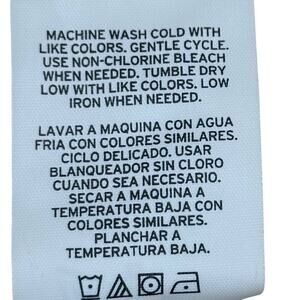 MACHINE WASH COLD WITH
LIKE COLORS. GENTLE CYCLE.
USE NON-CHLORINE BLEACH
WHEN NEEDED. TUMBLE DRY
LOW WITH LIKE COLORS. LOW
IRON WHEN NEEDED.
LAVAR A MAQUINA CON AGUA
FRIA CON COLORES SIMILARES.
CICLO DELICADO. USAR
BLANQUEADOR SIN CLORO
CUANDO SEA NECESARIO.
SECAR A MAQUINA A
TEMPERATURA BAJA CON
COLORES SIMILARES.
PLANCHAR A
TEMPERATURA BAJA.